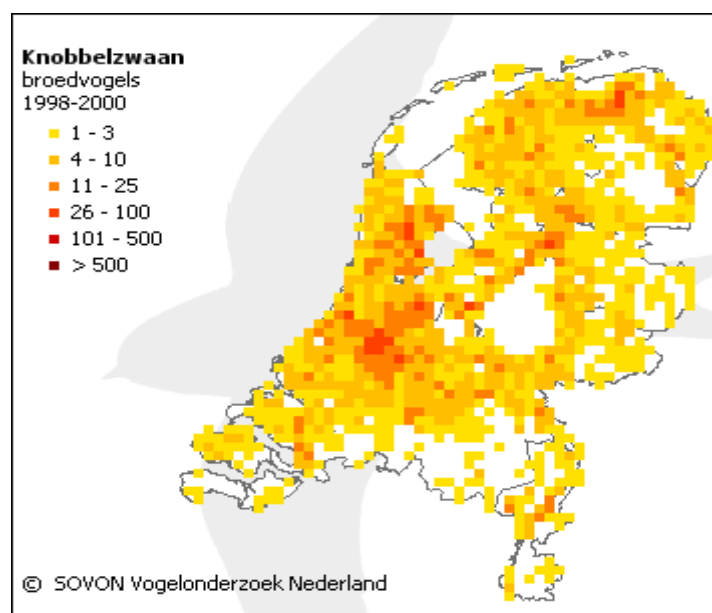 Knobbelzwaan
broedvogels
1998-2000
1 - 3
4 - 10
11 - 25
26 - 100
101 - 500
> 500
© SOVON Vogelonderzoek Nederland